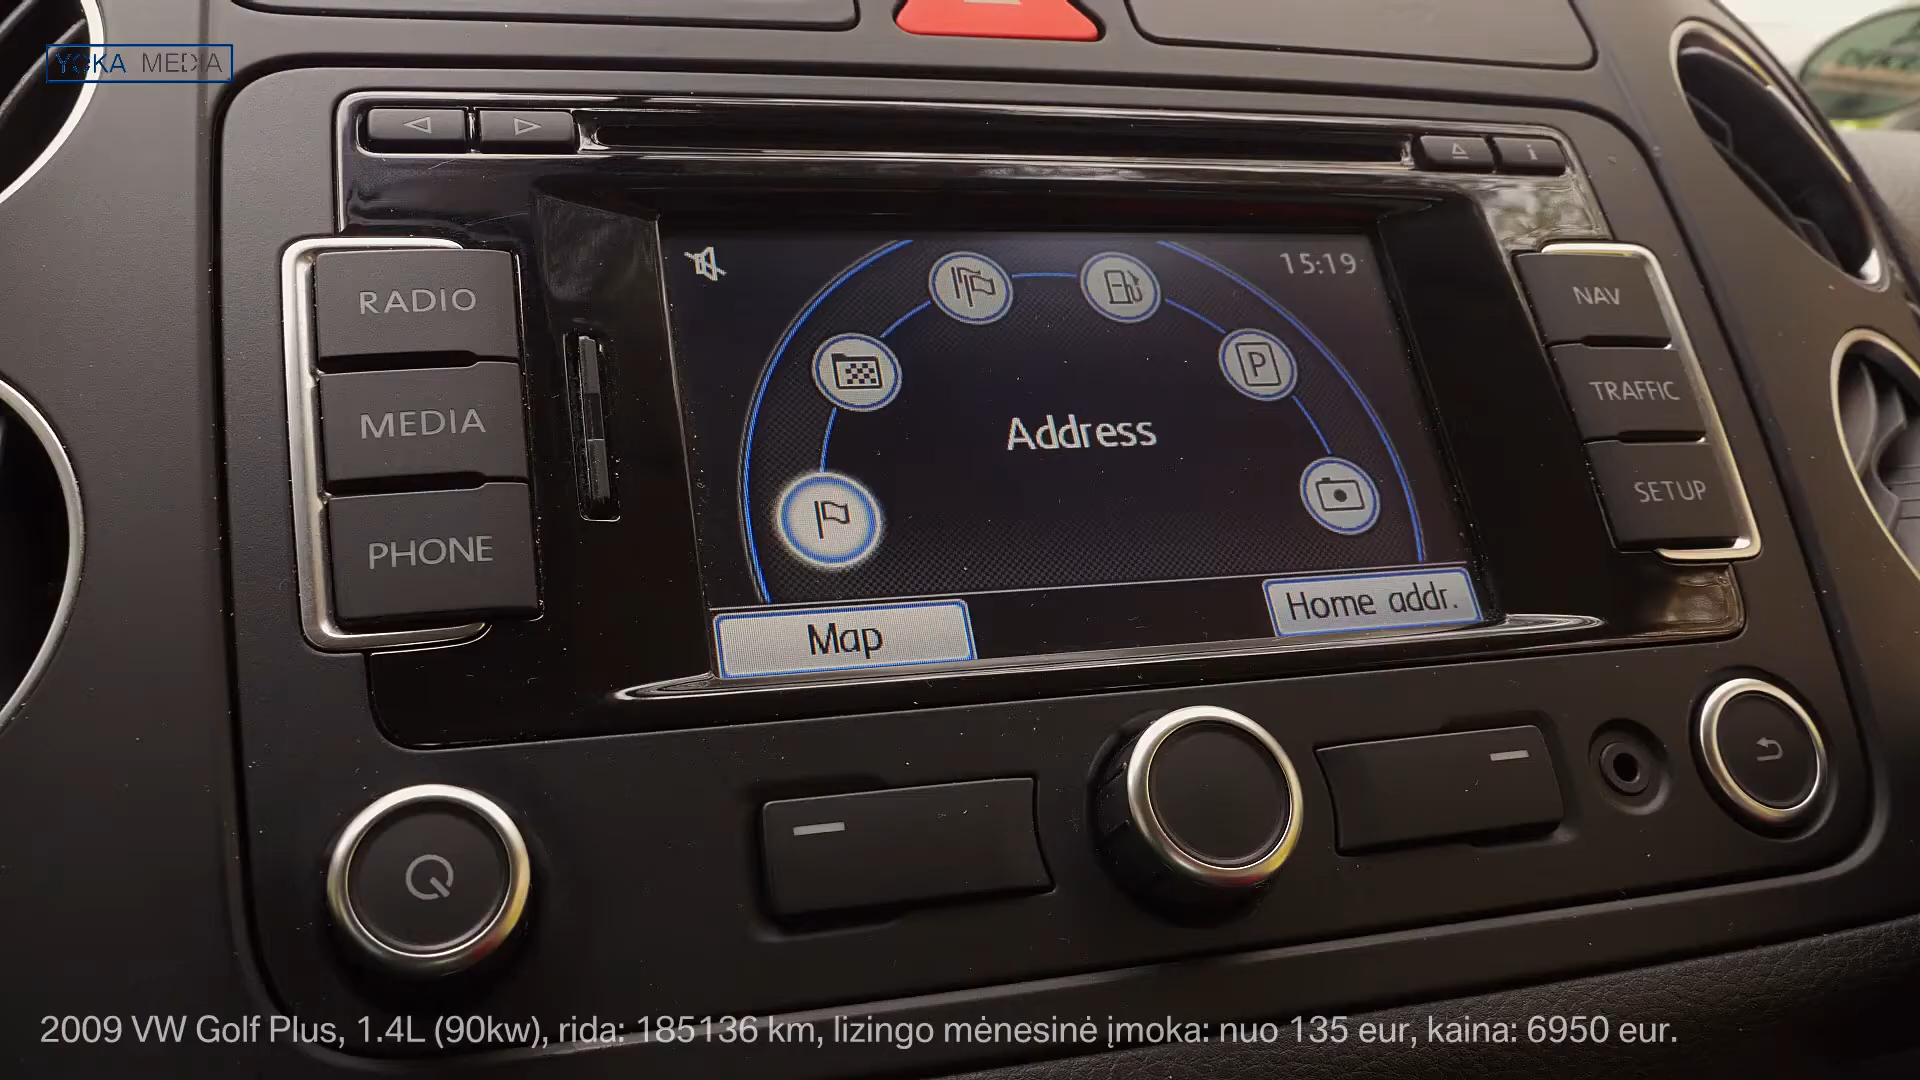 YOKA MEDIA
RADIO
MEDIA
PHONE
15:19
P
Address
Map
Home addr.
i
NAV
TRAFFIC
SETUP
2009 VW Golf Plus, 1.4L (90kw), rida: 185136 km, lizingo mėnesinė įmoka: nuo 135 eur, kaina: 6950 eur.